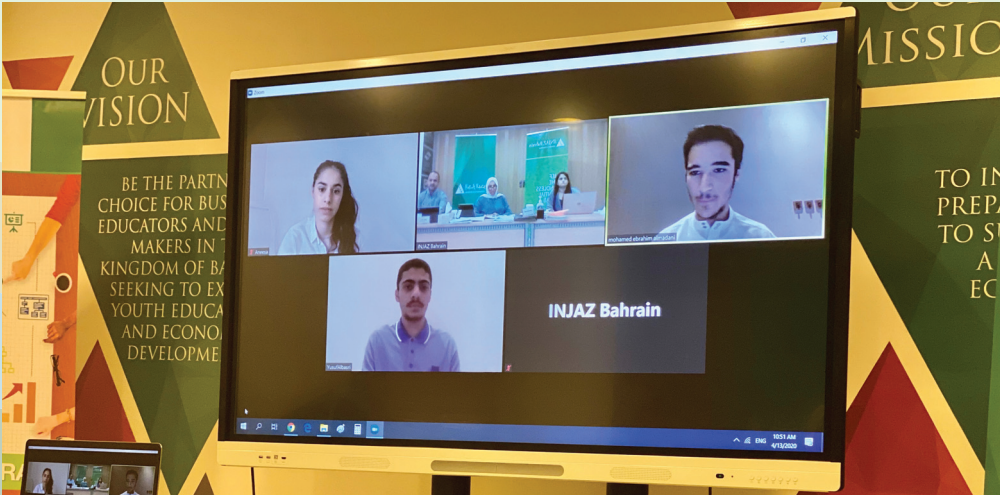 OUR
VISION
BE THE PARTN
CHOICE FOR BUS
EDUCATORS AND
MAKERS IN T
KINGDOM OF BA
SEEKING TO EX
YOUTH EDUCA
AND ECONO
DEVELOPME
MISSIO
TO IN
PREPA
TO SU
A
EC
Zoom
INJAZ Bahrain
mohamed ebrahim
INJAZ Bahrain
ENG
10:51 AM
4/13/2020